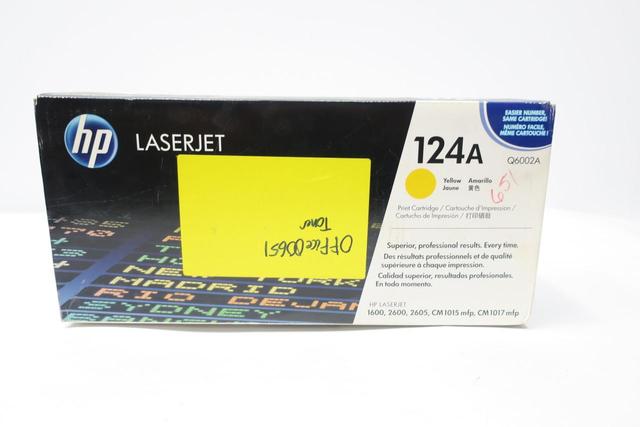 hp
LASERJET
124A
Q6002A
EASIER NUMBER,
SAME CARTRIDGE!
NUMÉRO FACILE,
MÊME CARTOUCHE!
Yellow Amarillo
Jaune 黄色
651
Print Cartridge / Cartouche d'impression /
Cartucho de Impresión / 打印硒鼓
OFFice00651
Toner
Superior, professional results. Every time.
Des résultats professionnels et de qualité
supérieure à chaque impression.
Calidad superior, resultados profesionales.
En todo momento.
HP LASERJET
1600, 2600, 2605, CM1015 mfp, CM1017 mfp
NEW YORK
MADRID
RIO DE JAN
SYDNEY